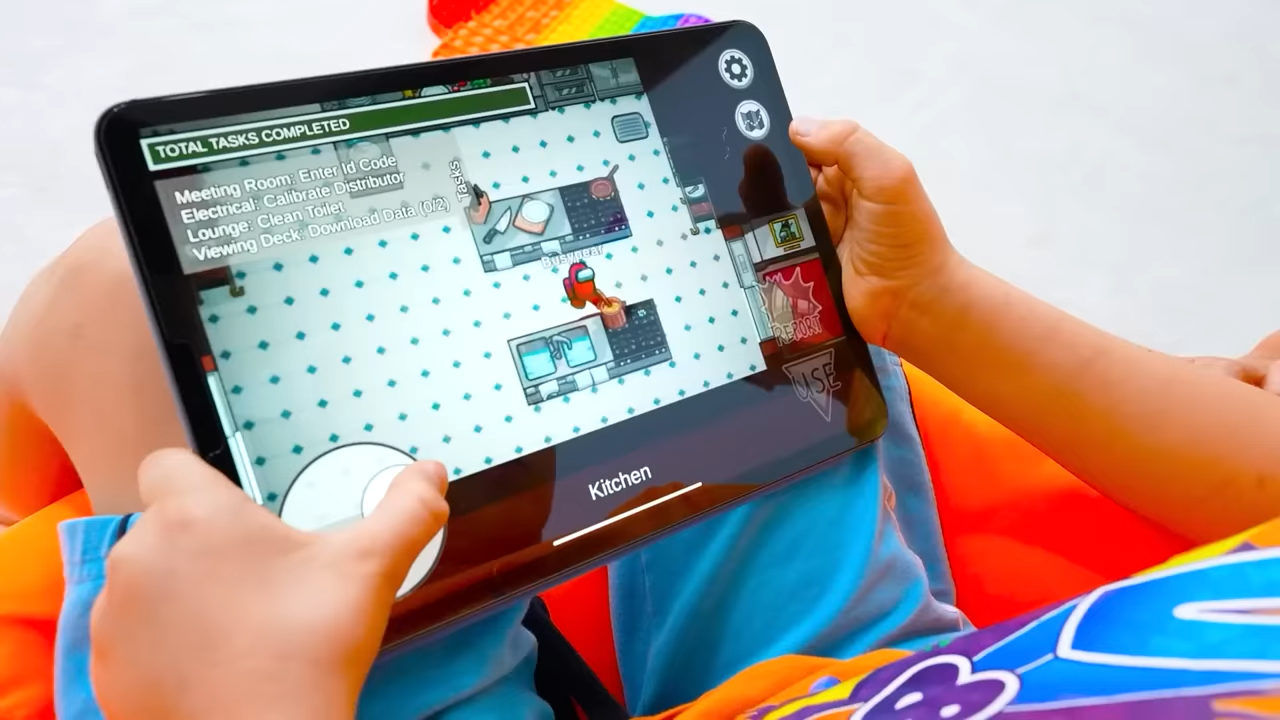 TOTAL TASKS COMPLETED
Meeting Room: Enter Id Code
Electrical: Calibrate Distributor
Lounge: Clean Toilet
Viewing Deck: Download Data (0/2)
Tasks
Busypear
REPORT
USE
Kitchen